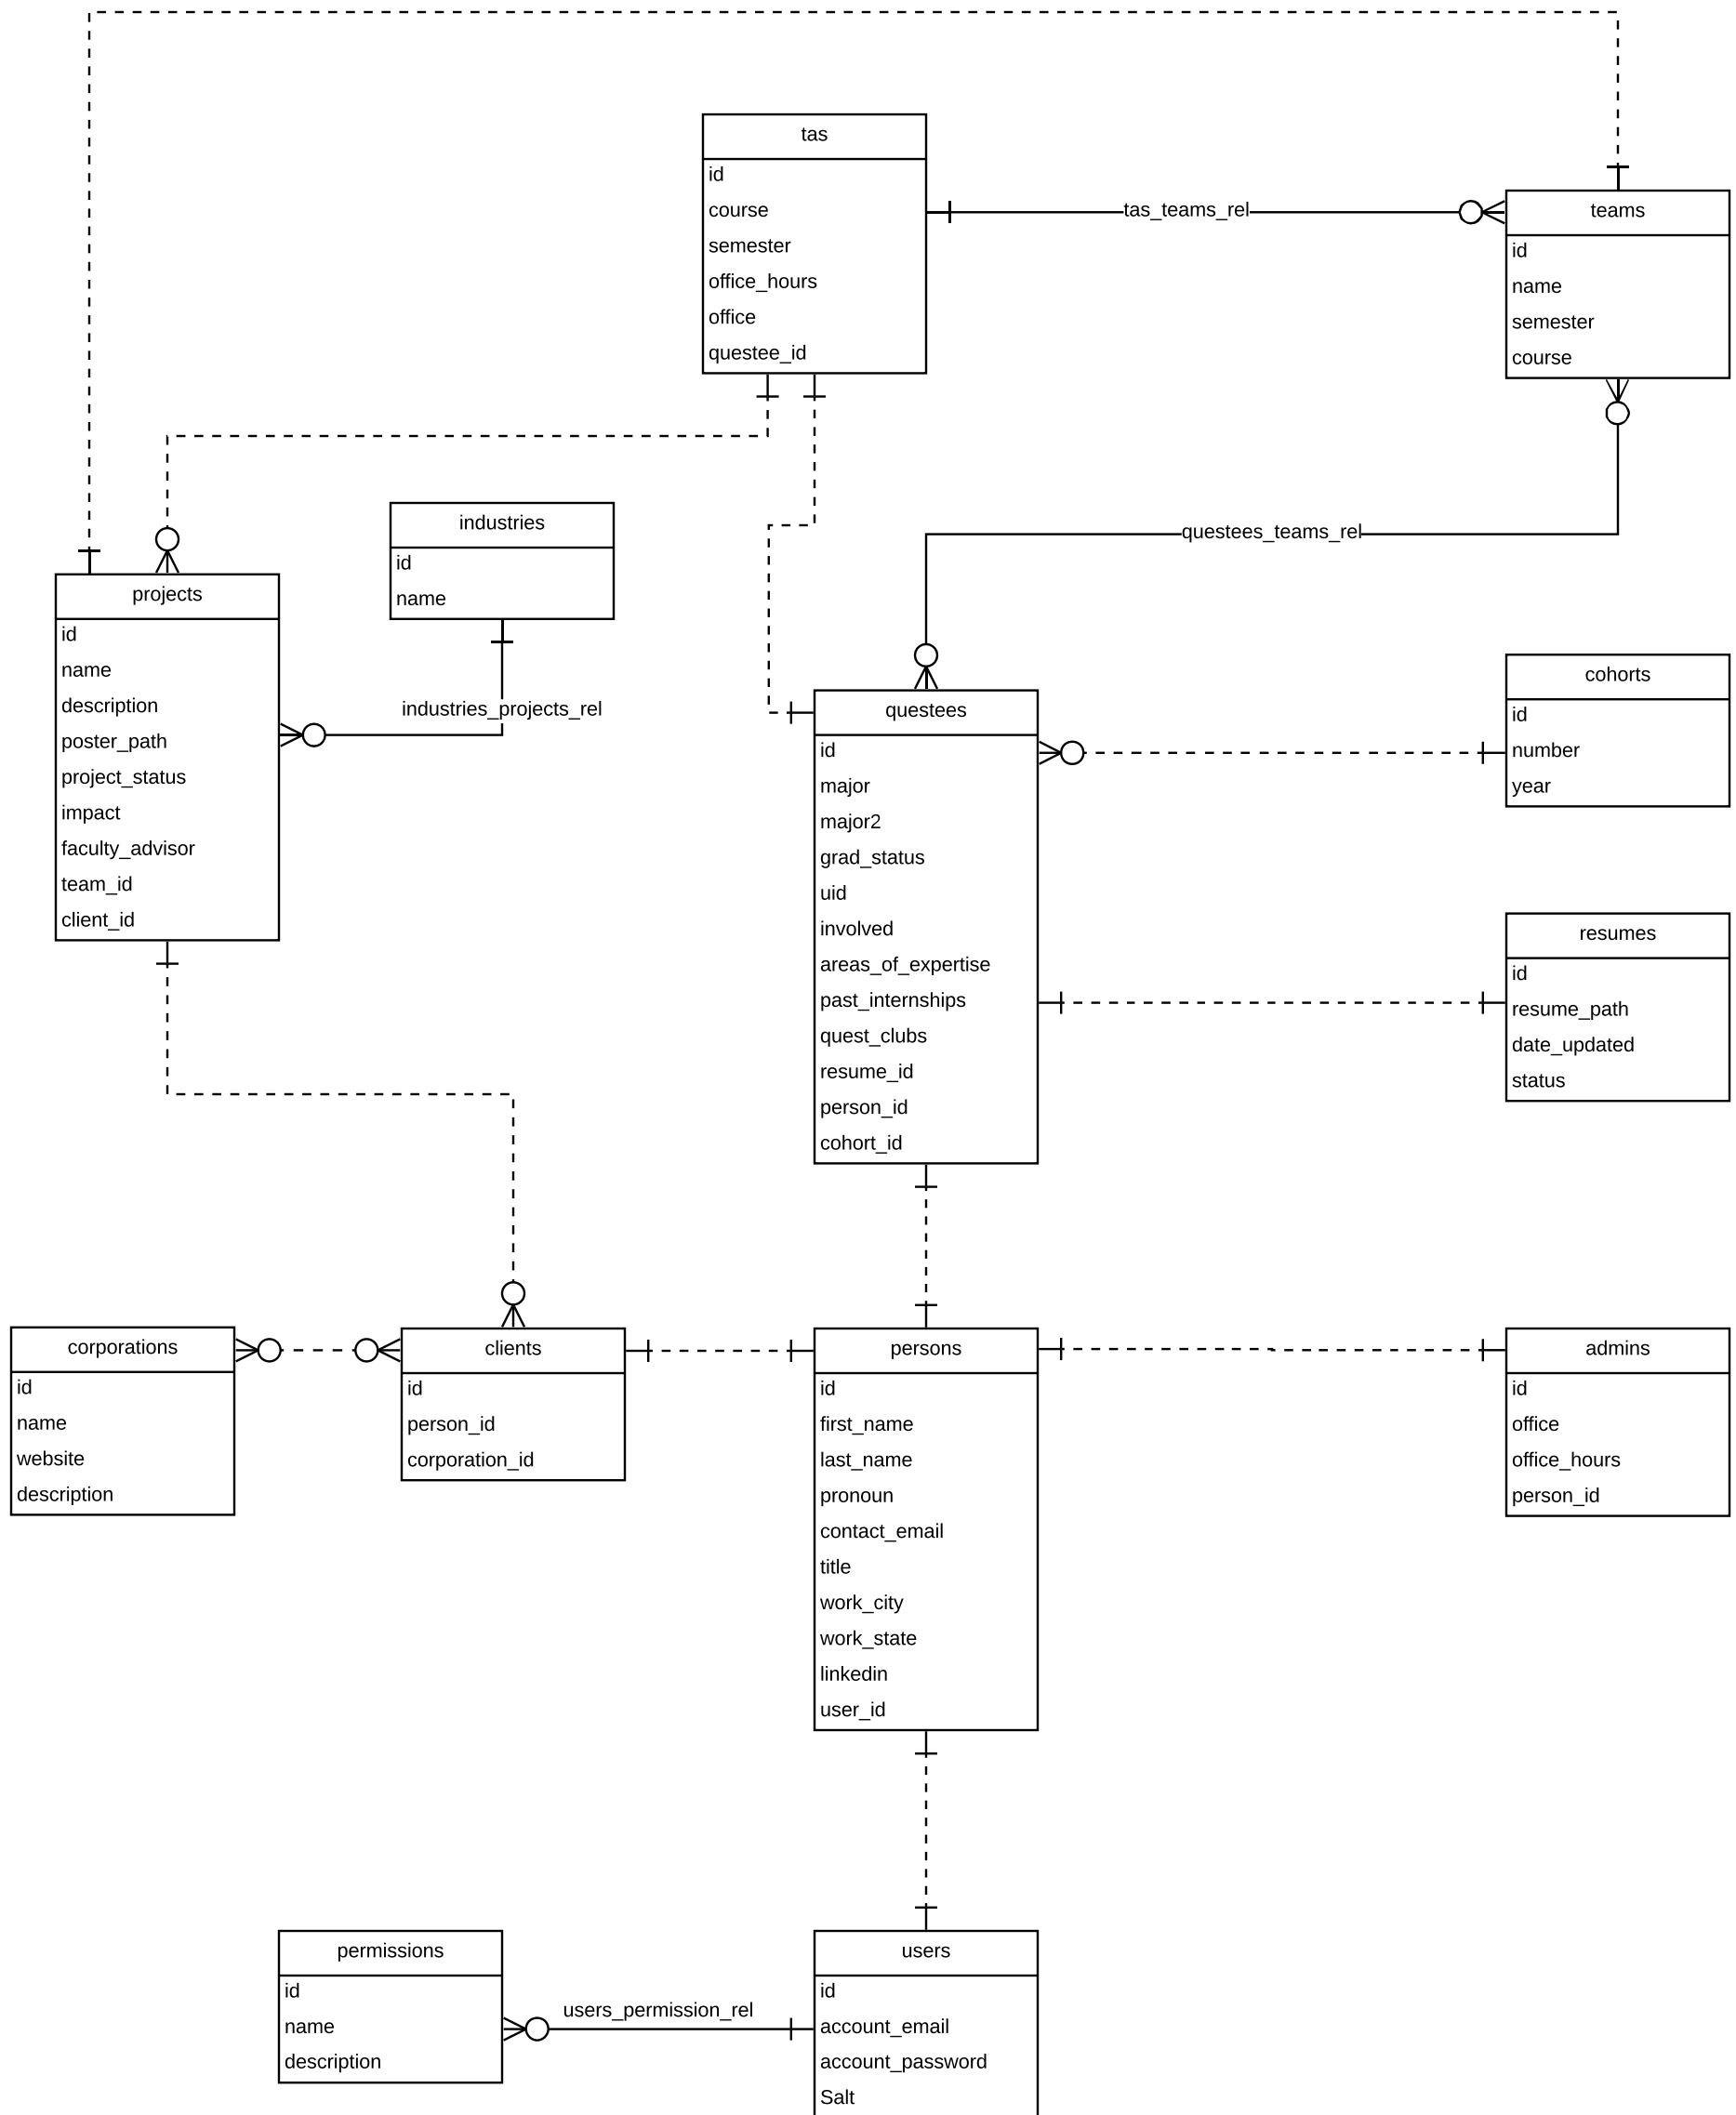 tas
id
course
semester
office_hours
office
questee_id
tas_teams_rel
teams
id
name
semester
course
industries
id
name
questees_teams_rel
projects
id
name
description
poster_path
project_status
impact
faculty_advisor
team_id
client_id
industries_projects_rel
questees
id
major
major2
grad_status
uid
involved
areas_of_expertise
past_internships
quest_clubs
resume_id
person_id
cohort_id
cohorts
id
number
year
resumes
id
resume_path
date_updated
status
corporations
id
name
website
description
clients
id
person_id
corporation_id
persons
id
first_name
last_name
pronoun
contact_email
title
work_city
work_state
linkedin
user_id
admins
id
office
office_hours
person_id
permissions
id
name
description
users_permission_rel
users
id
account_email
account_password
Salt